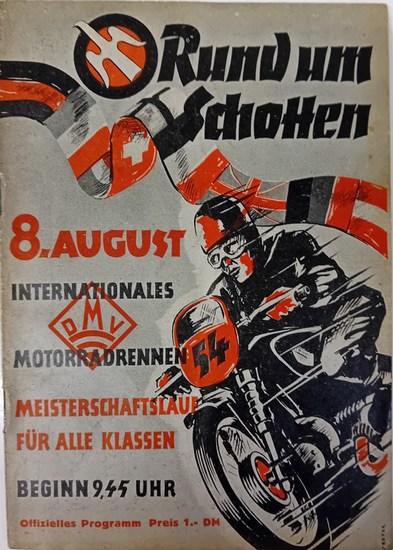 Rund um
Schotten
8. AUGUST
INTERNATIONALES
DMV
MOTORRADRENNEN
54
MEISTERSCHAFTSLAUF
FÜR ALLE KLASSEN
BEGINN 9,45 UHR
Offizielles Programm Preis 1.- DM